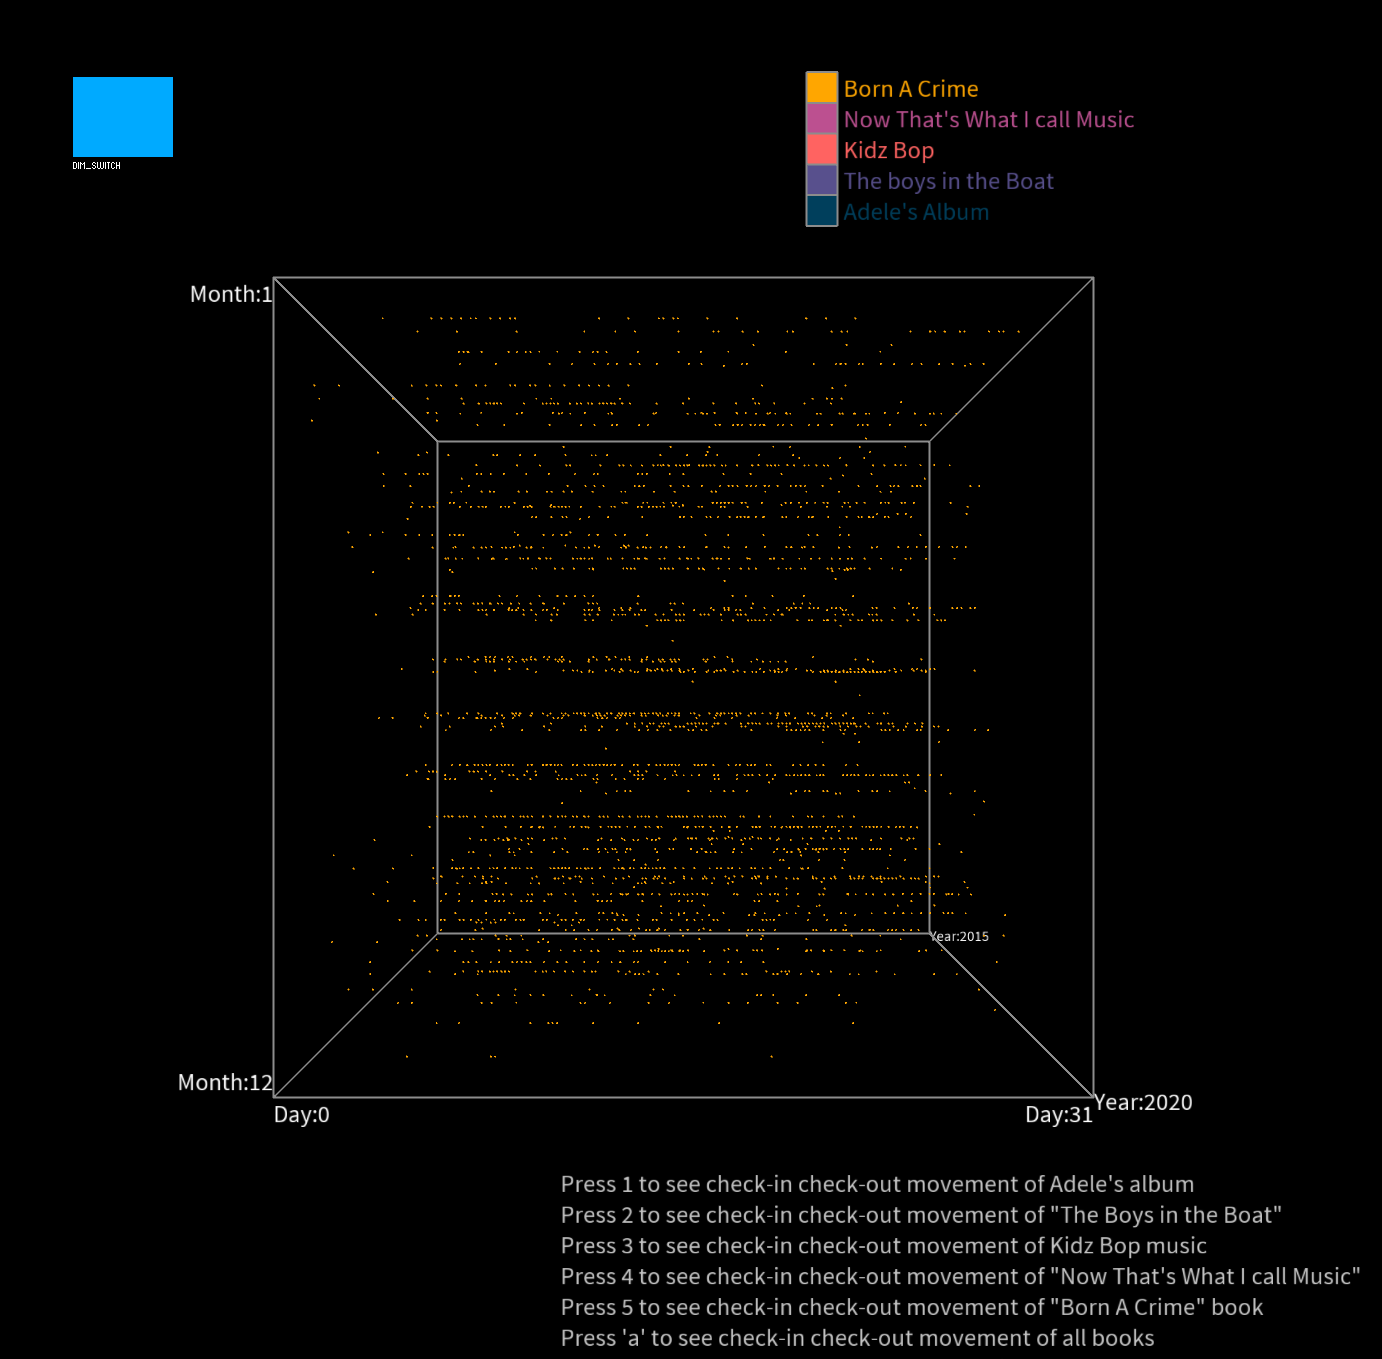 DIM_SWITCH
Born A Crime
Now That's What I call Music
Kidz Bop
The boys in the Boat
Adele's Album
Month:1
Year:2015
Month:12
Day:0
Day:31
Year:2020
Press 1 to see check-in check-out movement of Adele's album
Press 2 to see check-in check-out movement of "The Boys in the Boat"
Press 3 to see check-in check-out movement of Kidz Bop music
Press 4 to see check-in check-out movement of "Now That's What I call Music"
Press 5 to see check-in check-out movement of "Born A Crime" book
Press 'a' to see check-in check-out movement of all books